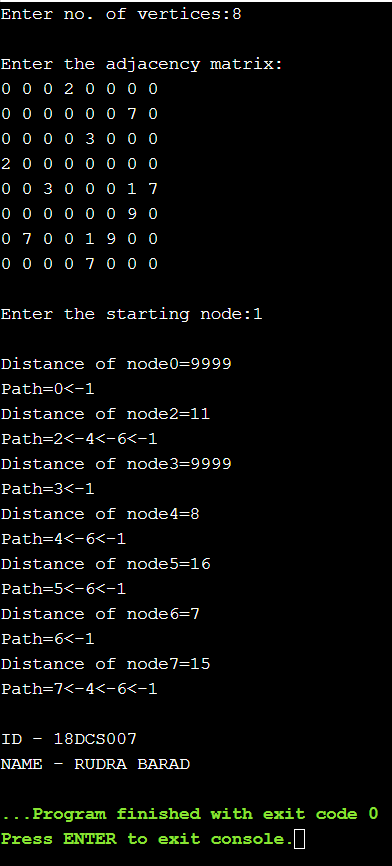 Enter no. of vertices:8
Enter the adjacency matrix:
0 0 0 2 0 0 0 0
0 0 0 0 0 0 7 0
0 0 0 0 3 0 0 0
2 0 0 0 0 0 0 0
0 0 3 0 0 0 1 7
0 0 0 0 0 0 9 0
0 7 0 0 1 9 0 0
0 0 0 0 7 0 0 0
Enter the starting node:1
Distance of node0=9999
Path=0<-1
Distance of node2=11
Path=2<-4<-6<-1
Distance of node3=9999
Path=3<-1
Distance of node4=8
Path=4<-6<-1
Distance of node5=16
Path=5<-6<-1
Distance of node6=7
Path=6<-1
Distance of node7=15
Path=7<-4<-6<-1
ID - 18DCS007
NAME - RUDRA BARAD
...Program finished with exit code 0
Press ENTER to exit console.